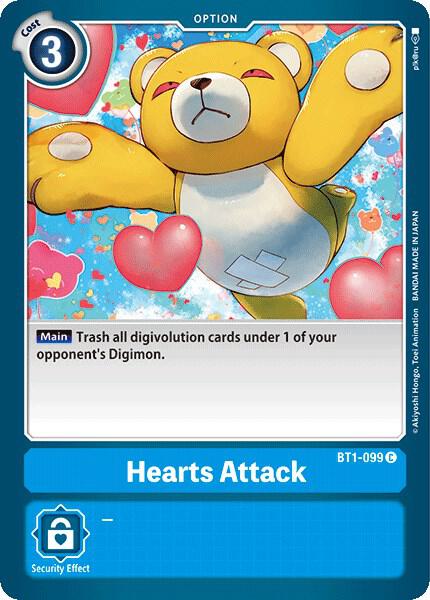 OPTION
Cost
3
p!k@ru
Main Trash all digivolution cards under 1 of your
opponent's Digimon.
©Akiyoshi Hongo, Toei Animation BANDAI MADE IN JAPAN
BT1-099 C
Hearts Attack
–
Security Effect